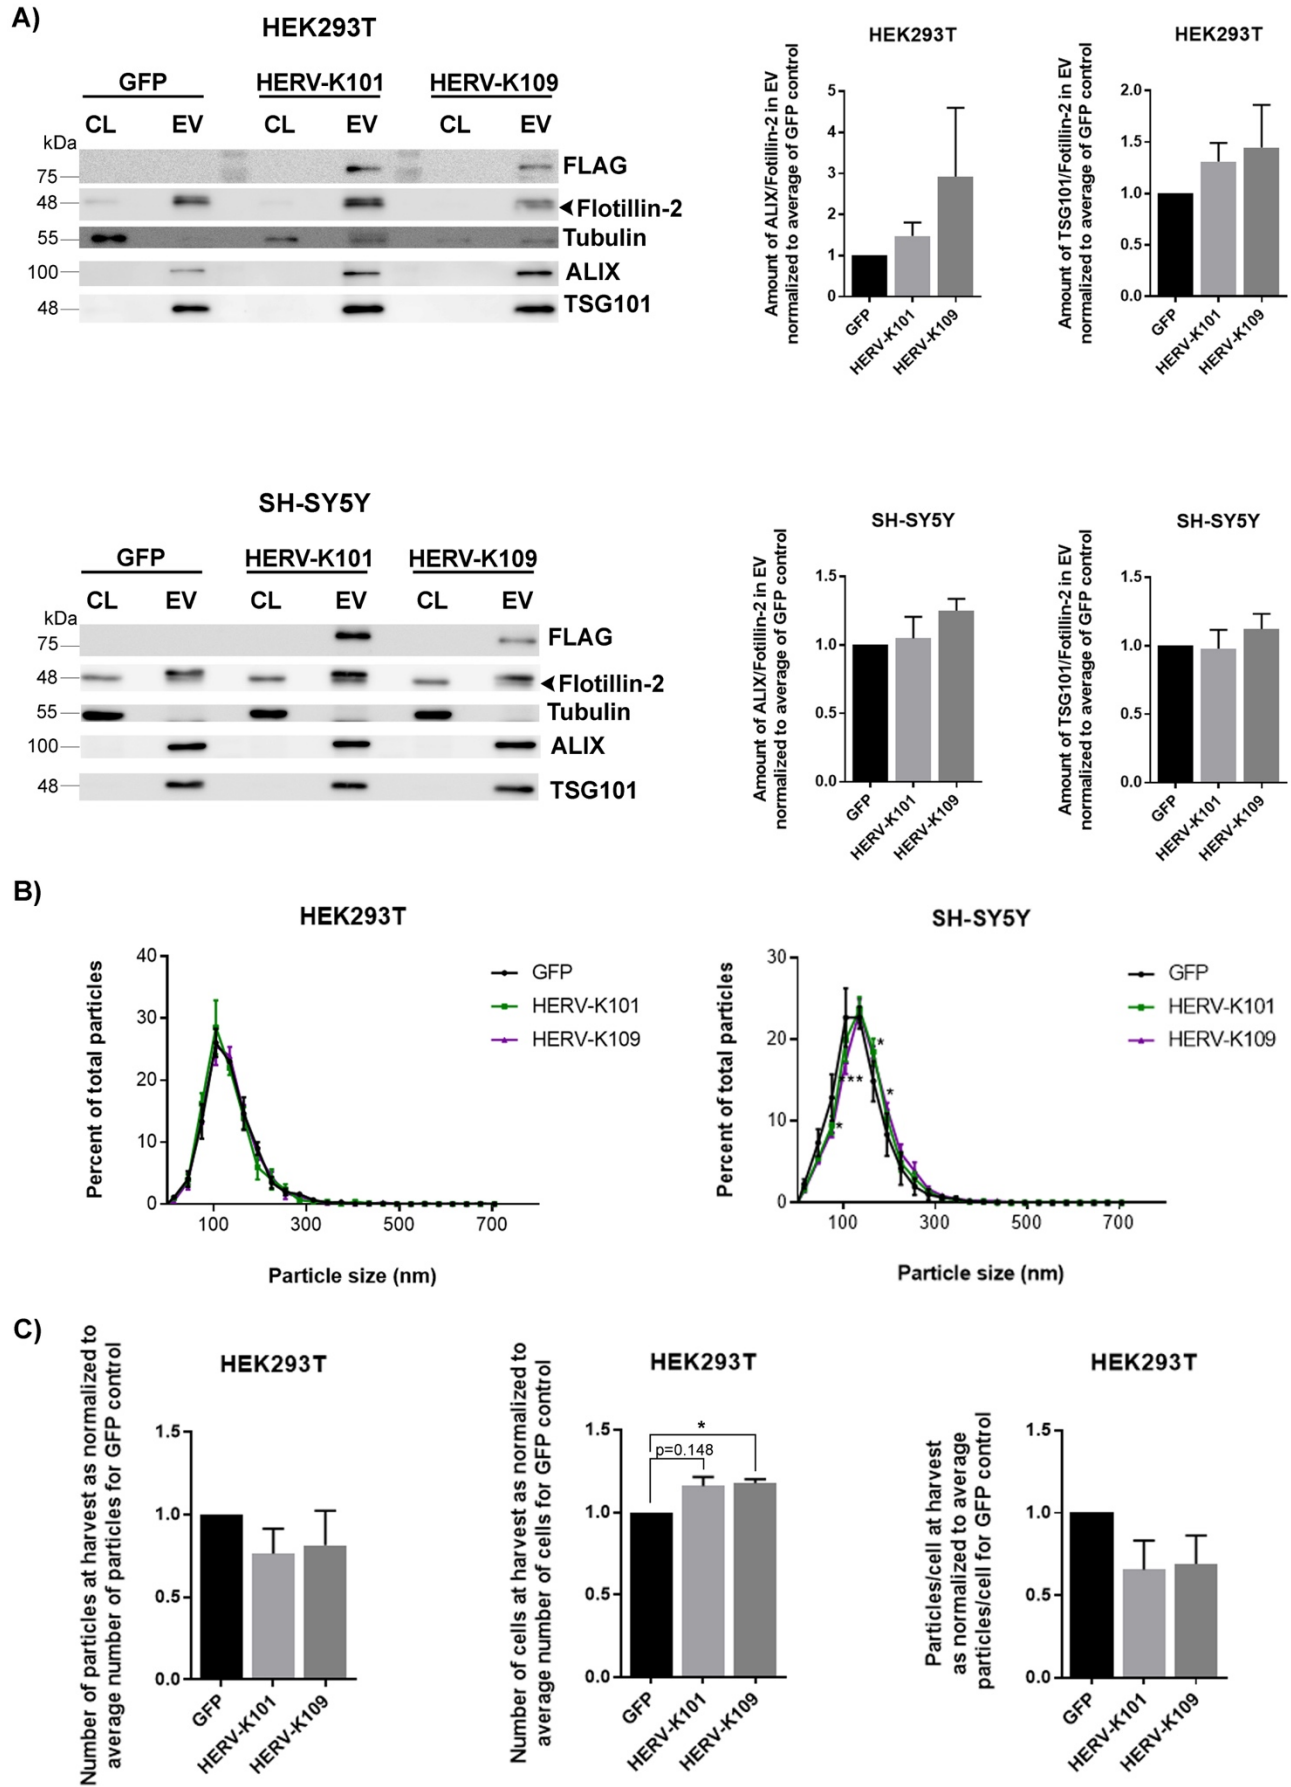 A)
HEK293T
GFP HERV-K101 HERV-K109
CL EV CL EV CL EV
kDa
75 FLAG
48 Flotillin-2
55 Tubulin
100 ALIX
48 TSG101
HEK293T
Amount of ALIX/Fotillin-2 in EV
normalized to average of GFP control
5
4
3
2
1
0
GFP
HERV-K101
HERV-K109
HEK293T
Amount of TSG101/Fotillin-2 in EV
normalized to average of GFP control
2.0
1.5
1.0
0.5
0.0
GFP
HERV-K101
HERV-K109
SH-SY5Y
GFP HERV-K101 HERV-K109
CL EV CL EV CL EV
kDa
75 FLAG
48 Flotillin-2
55 Tubulin
100 ALIX
48 TSG101
SH-SY5Y
Amount of ALIX/Fotillin-2 in EV
normalized to average of GFP control
1.5
1.0
0.5
0.0
GFP
HERV-K101
HERV-K109
SH-SY5Y
Amount of TSG101/Fotillin-2 in EV
normalized to average of GFP control
1.5
1.0
0.5
0.0
GFP
HERV-K101
HERV-K109
B)
HEK293T
Percent of total particles
40
30
20
10
0
100 300 500 700
Particle size (nm)
GFP
HERV-K101
HERV-K109
SH-SY5Y
Percent of total particles
30
20
10
0
*
***
*
*
100 300 500 700
Particle size (nm)
GFP
HERV-K101
HERV-K109
C)
HEK293T
Number of particles at harvest as normalized to
average number of particles for GFP control
1.5
1.0
0.5
0.0
GFP
HERV-K101
HERV-K109
HEK293T
Number of cells at harvest as normalized to
average number of cells for GFP control
1.5
1.0
0.5
0.0
*
p=0.148
GFP
HERV-K101
HERV-K109
HEK293T
Particles/cell at harvest
as normalized to average
particles/cell for GFP control
1.5
1.0
0.5
0.0
GFP
HERV-K101
HERV-K109